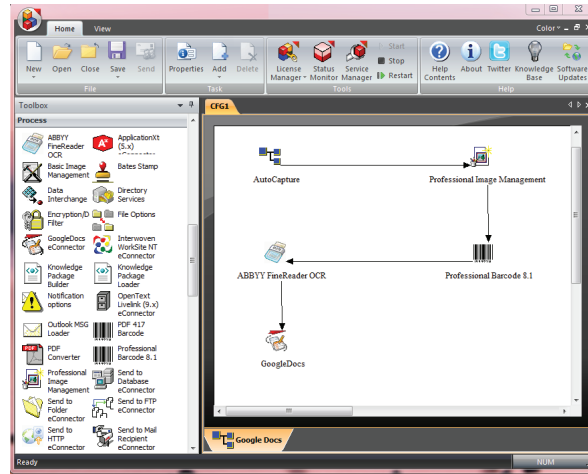 Home View Color
New Open Close Save Send Properties Add Delete License Manager Status Monitor Service Manager Start Stop Restart Help Contents About Twitter Knowledge Base Software Updates
File Task Tools Help
Toolbox
CFG1
Process
ABBYY FineReader OCR
ApplicationXt (5.x) eConnector
Basic Image Management
Bates Stamp
Data Interchange
Directory Services
Encryption/D Filter
File Options
GoogleDocs eConnector
Interwoven WorkSite NT eConnector
Knowledge Package Builder
Knowledge Package Loader
Notification options
OpenText Livelink (9.x) eConnector
Outlook MSG Loader
PDF 417 Barcode
PDF Converter
Professional Barcode 8.1
Professional Image Management
Send to Database eConnector
Send to Folder eConnector
Send to FTP eConnector
Send to HTTP eConnector
Send to Mail Recipient eConnector
AutoCapture
Professional Image Management
ABBYY FineReader OCR
Professional Barcode 8.1
GoogleDocs
Google Docs
Ready
NUM